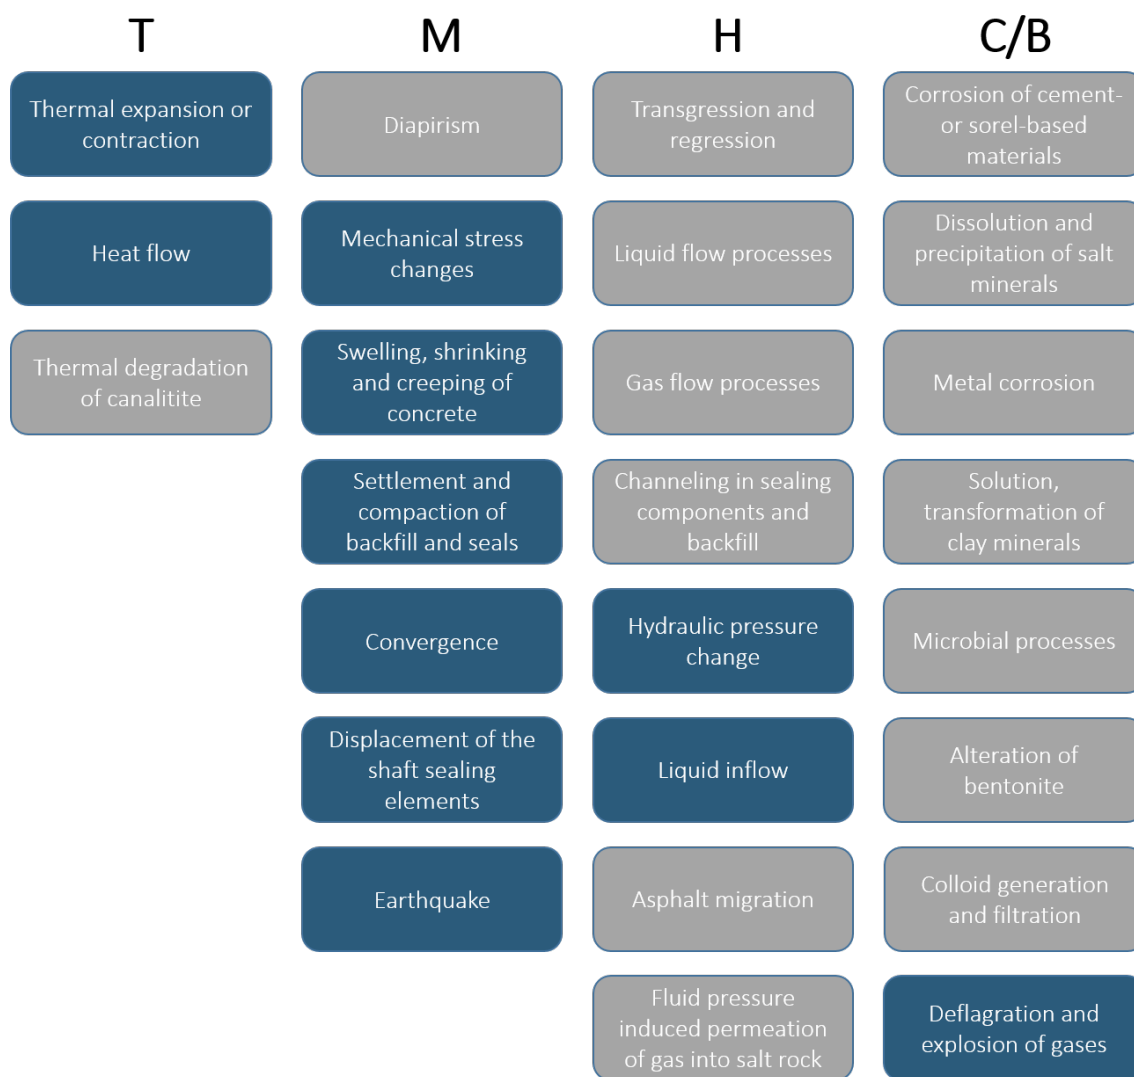 T
M
H
C/B
Thermal expansion or
contraction
Heat flow
Thermal degradation
of canalitite
Diapirism
Mechanical stress
changes
Swelling, shrinking
and creeping of
concrete
Settlement and
compaction of
backfill and seals
Convergence
Displacement of the
shaft sealing
elements
Earthquake
Transgression and
regression
Liquid flow processes
Gas flow processes
Channeling in sealing
components and
backfill
Hydraulic pressure
change
Liquid inflow
Asphalt migration
Fluid pressure
induced permeation
of gas into salt rock
Corrosion of cement-
or sorel-based
materials
Dissolution and
precipitation of salt
minerals
Metal corrosion
Solution,
transformation of
clay minerals
Microbial processes
Alteration of
bentonite
Colloid generation
and filtration
Deflagration and
explosion of gases